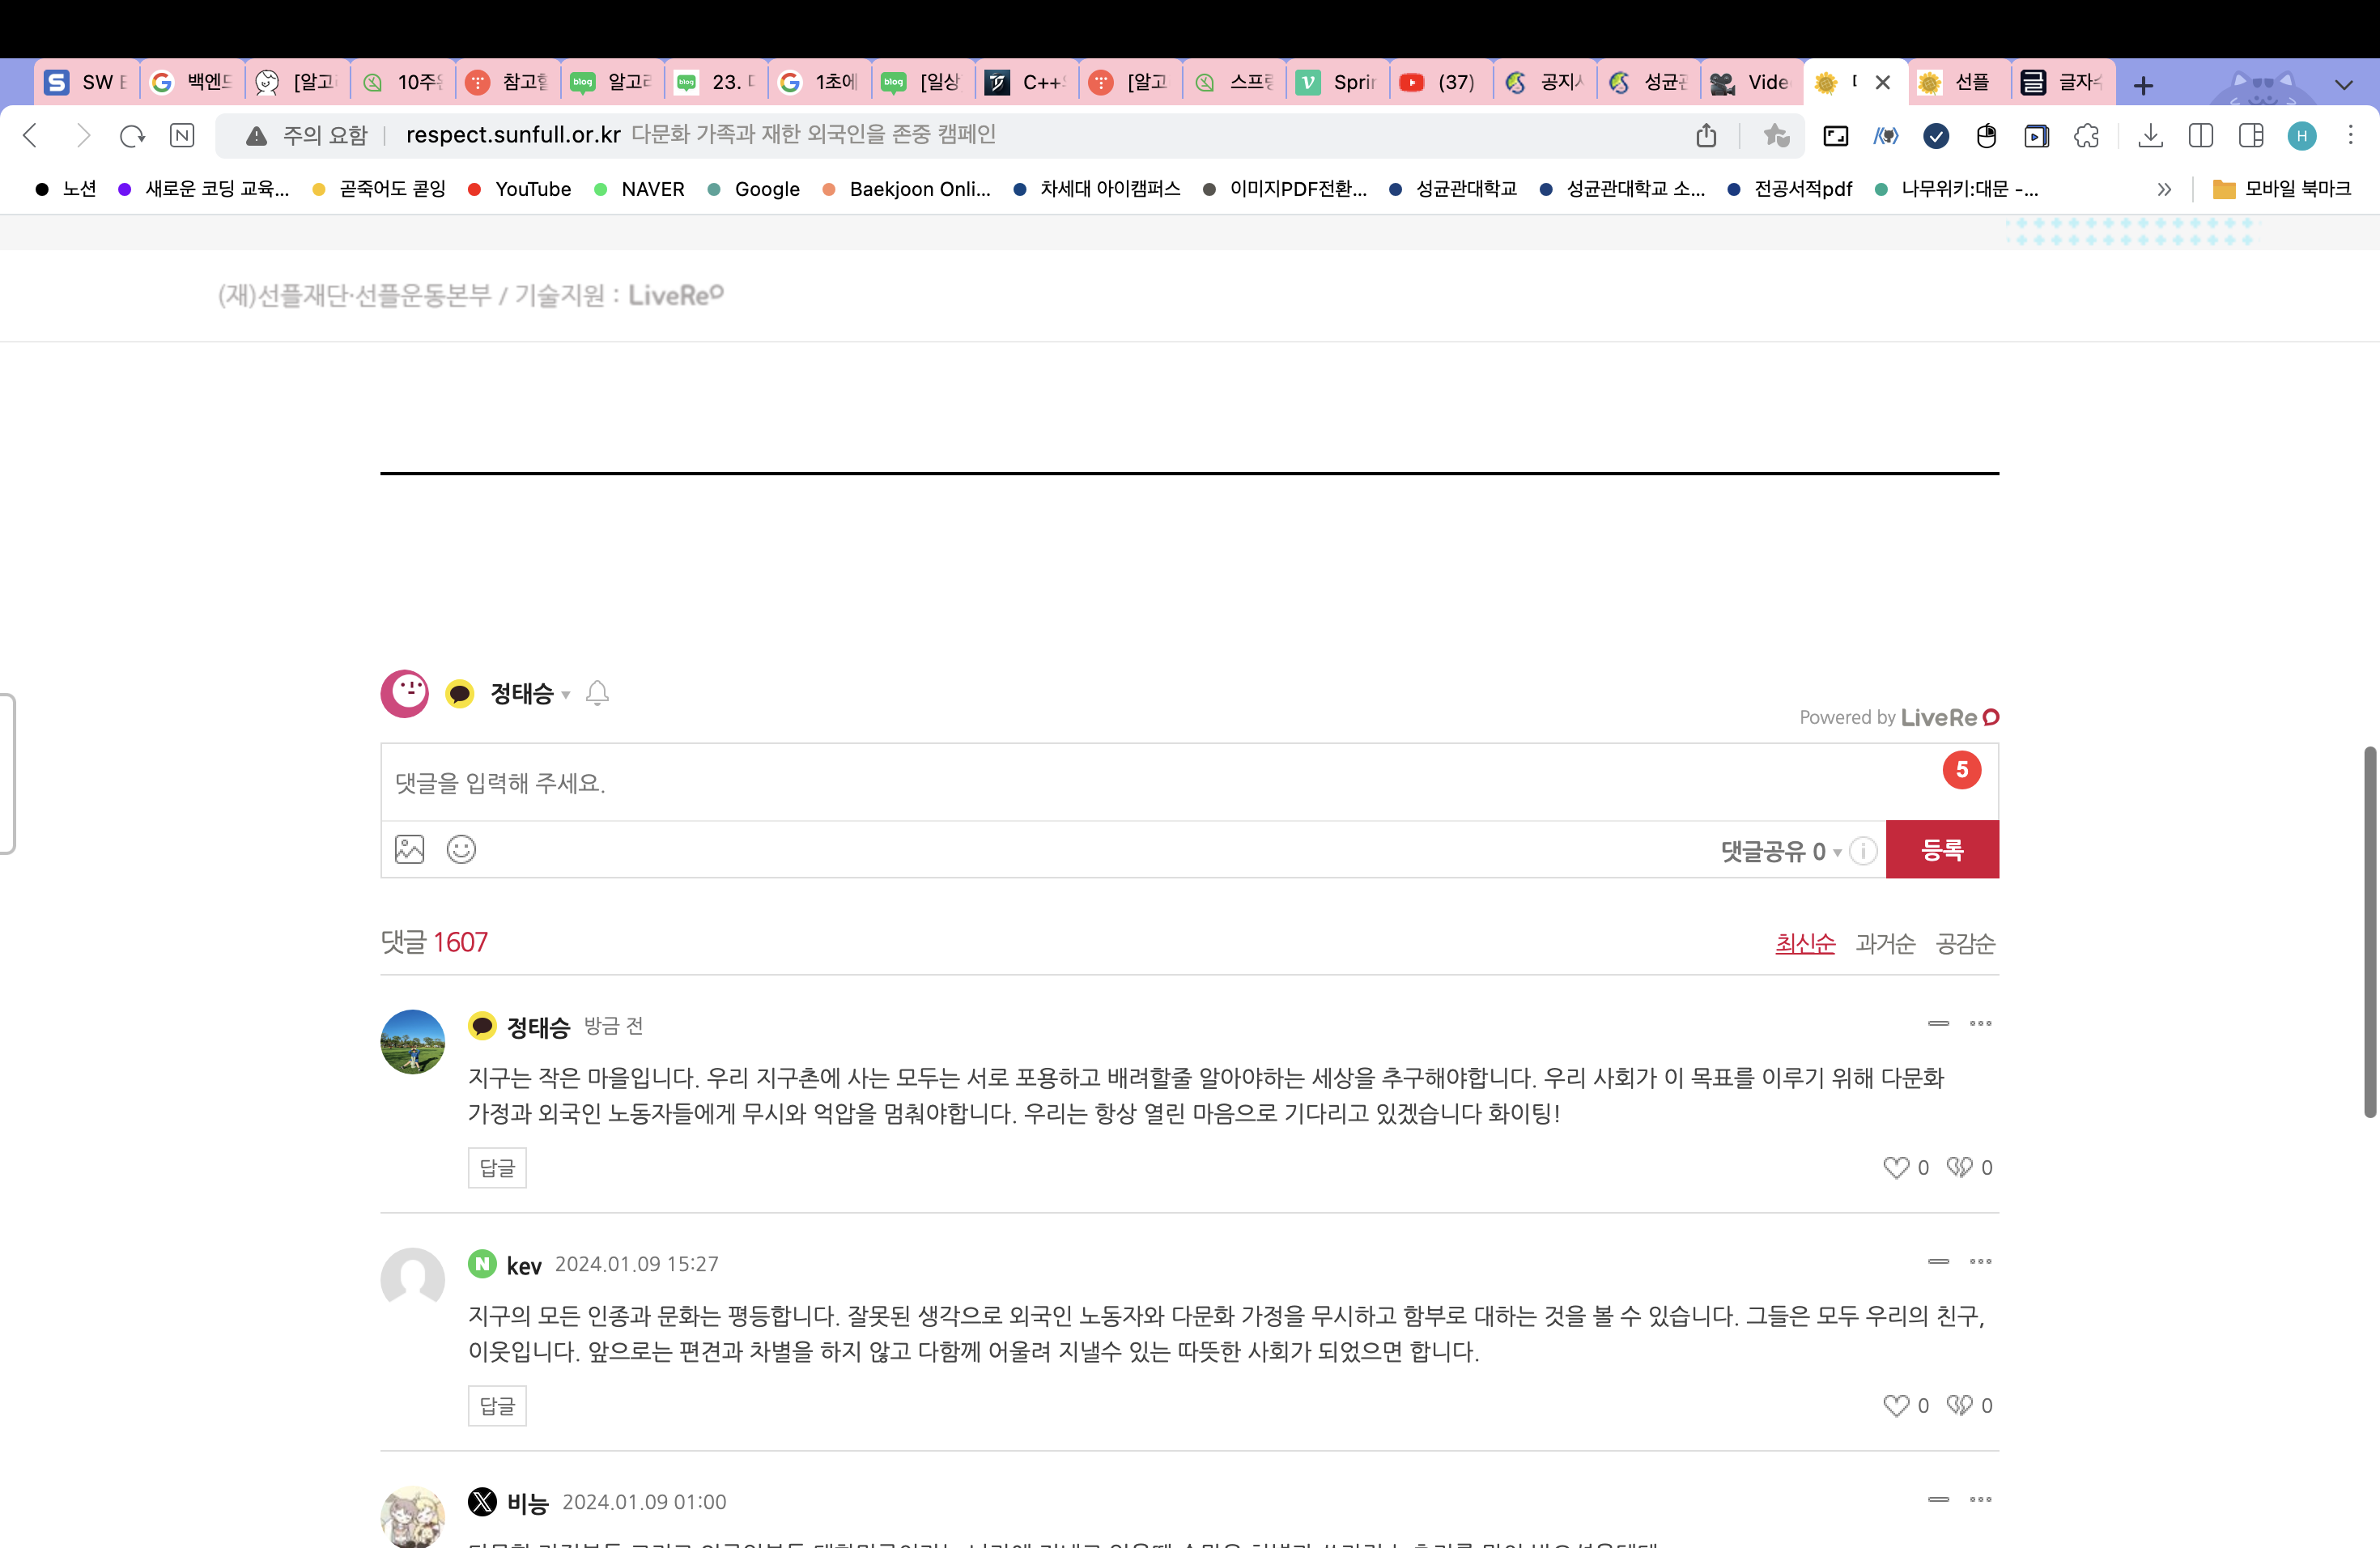 SW
백엔
[알고
10주
참고할
blog 알고
blog 23.
1초에
blog [일상
C++
[알고
스프
V Sprin
(37)
공지
성균
Vide
선플
글 글자
N 주의 요함 respect.sunfull.or.kr 다문화 가족과 재한 외국인을 존중 캠페인 H
노션 새로운 코딩 교육... 곧죽어도 콛잉 YouTube NAVER Google Baekjoon Onli... 차세대 아이캠퍼스 이미지PDF전환... 성균관대학교 성균관대학교 소... 전공서적pdf 나무위키:대문 -... » 모바일 북마크
(재)선플재단·선플운동본부 / 기술지원 : LiveRe
정태승
Powered by LiveRe
댓글을 입력해 주세요.
5
댓글공유 0 등록
댓글 1607 최신순 과거순 공감순
정태승 방금 전
지구는 작은 마을입니다. 우리 지구촌에 사는 모두는 서로 포용하고 배려할줄 알아야하는 세상을 추구해야합니다. 우리 사회가 이 목표를 이루기 위해 다문화
가정과 외국인 노동자들에게 무시와 억압을 멈춰야합니다. 우리는 항상 열린 마음으로 기다리고 있겠습니다 화이팅!
답글 0 0
N kev 2024.01.09 15:27
지구의 모든 인종과 문화는 평등합니다. 잘못된 생각으로 외국인 노동자와 다문화 가정을 무시하고 함부로 대하는 것을 볼 수 있습니다. 그들은 모두 우리의 친구,
이웃입니다. 앞으로는 편견과 차별을 하지 않고 다함께 어울려 지낼수 있는 따뜻한 사회가 되었으면 합니다.
답글 0 0
비능 2024.01.09 01:00